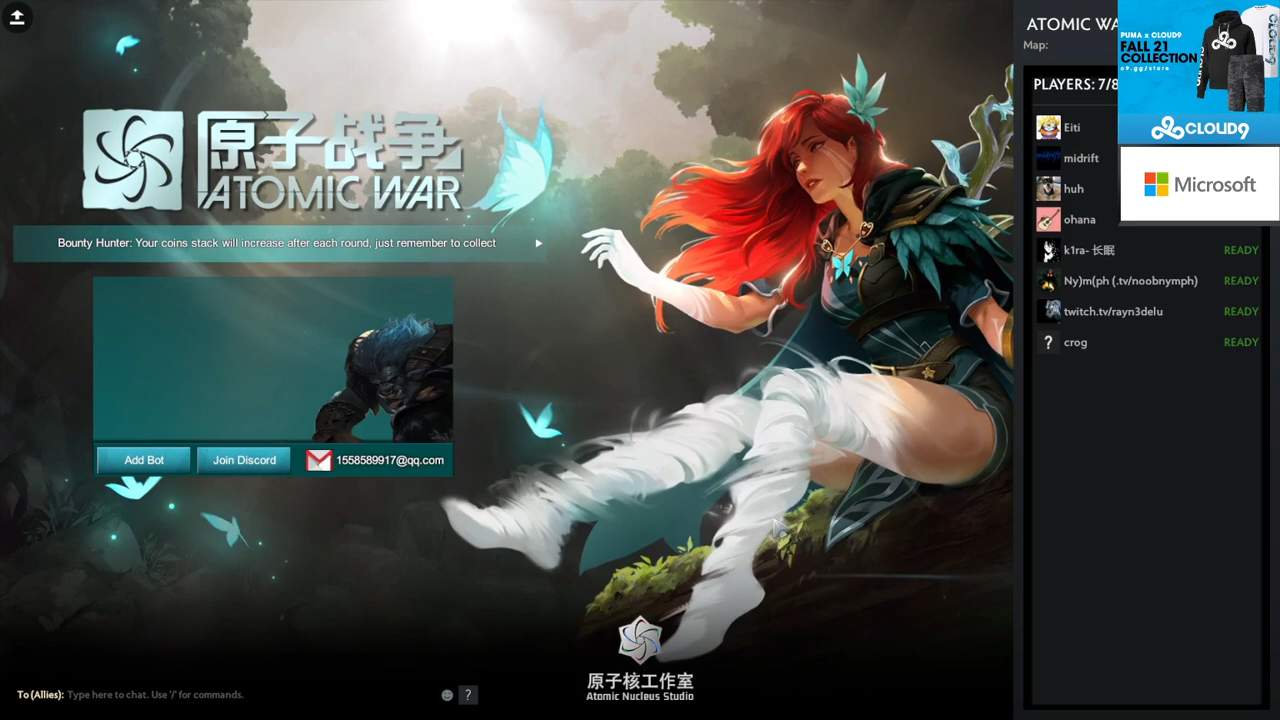 原子战争
ATOMIC WAR
Bounty Hunter: Your coins stack will increase after each round, just remember to collect
Add Bot
Join Discord
1558589917@qq.com
To (Allies): Type here to chat. Use '/' for commands.
?
原子核工作室
Atomic Nucleus Studio
ATOMIC WA
Map:
PLAYERS: 7/8
Eiti
midrift
huh
ohana
k1ra- 长眠 READY
Ny)m(ph (.tv/noobnymph) READY
twitch.tv/rayn3delu READY
? crog READY
PUMA x CLOUD9
FALL 21
COLLECTION
c9.gg/store
CLOUD9
Microsoft